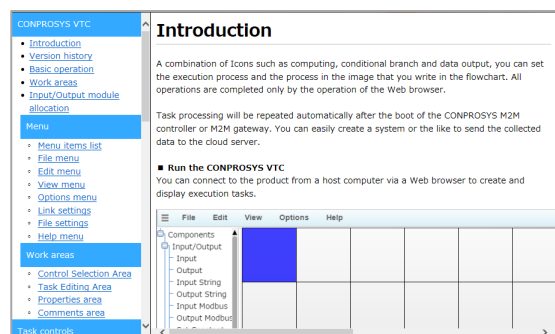 CONPROSYS VTC
Introduction
Version history
Basic operation
Work areas
Input/Output module
allocation
Menu
Menu items list
File menu
Edit menu
View menu
Options menu
Link settings
File settings
Help menu
Work areas
Control Selection Area
Task Editing Area
Properties area
Comments area
Task controls
Introduction
A combination of Icons such as computing, conditional branch and data output, you can set
the execution process and the process in the image that you write in the flowchart. All
operations are completed only by the operation of the Web browser.
Task processing will be repeated automatically after the boot of the CONPROSYS M2M
controller or M2M gateway. You can easily create a system or the like to send the collected
data to the cloud server.
■ Run the CONPROSYS VTC
You can connect to the product from a host computer via a Web browser to create and
display execution tasks.
File Edit View Options Help
Components
Input/Output
Input
Output
Input String
Output String
Input Modbus
Output Modbus